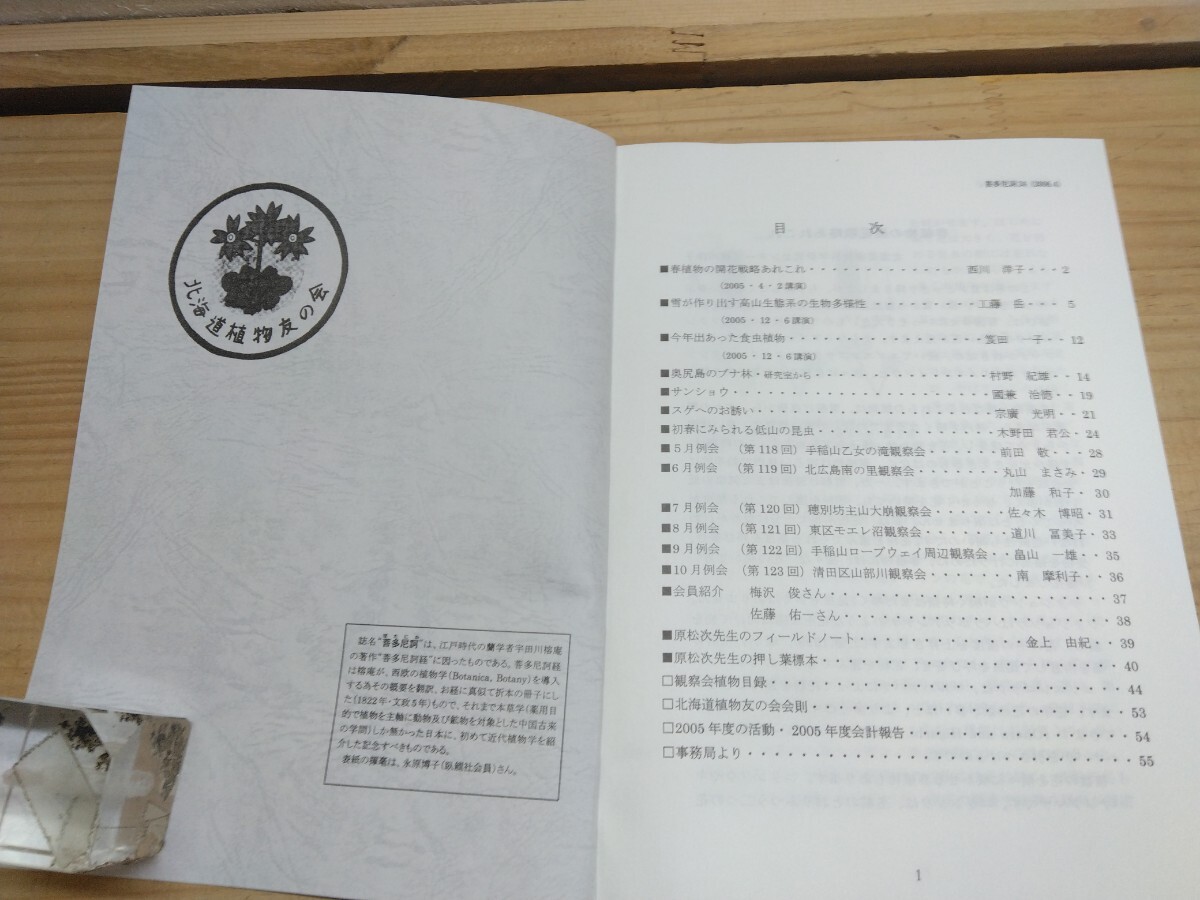 北海道植物友の会
誌名"喜多尼訶"は、江戸時代の蘭学者宇田川榕庵
の著作"喜多尼訶経"に因ったものである。喜多尼訶経
は榕庵が、西欧の植物学(Botanica, Botany)を導入
する為その概要を翻訳、お経に真似て折本の冊子にし
た(1822年・文政5年)もので、それまで本草学(薬用目
的で植物を主軸に動物及び鉱物を対象とした中国古来
の学問)しか無かった日本に、初めて近代植物学を紹
介した記念すべきものである。
表紙の揮毫は、永原博子(臥龍社会員)さん。
目 次
■春植物の開花戦略あれこれ・・・・・・・・・・・・・・ 西川 洋子・・・2
(2005・4・2講演)
■雪が作り出す高山生態系の生物多様性 ・・・・・・・・・・工藤 岳・・・5
(2005・12・6講演)
■今年出あった食虫植物・・・・・・・・・・・・・・・・・笈田 一子・・12
(2005・12・6講演)
■奥尻島のブナ林・研究室から・・・・・・・・・・・・・・・村野 紀雄・・14
■サンショウ・・・・・・・・・・・・・・・・・・・・・・國兼 治徳・・19
■スゲへのお誘い・・・・・・・・・・・・・・・・・・・・宗廣 光明・・21
■初春にみられる低山の昆虫・・・・・・・・・・・・・・・木野田 君公・24
■5月例会 (第118回)手稲山乙女の滝観察会・・・・・・前田 敏・・・28
■6月例会 (第119回)北広島南の里観察会・・・・・・丸山 まさみ・29
加藤 和子・30
■7月例会 (第120回)穂別坊主山大崩観察会・・・・・・佐々木 博昭・31
■8月例会 (第121回)東区モエレ沼観察会・・・・・・・道川 冨美子・33
■9月例会 (第122回)手稲山ロープウェイ周辺観察会・・畠山 一雄・・35
■10月例会 (第123回)清田区山部川観察会・・・・・・・南 摩利子・・36
■会員紹介 梅沢 俊さん・・・・・・・・・・・・・・・・・・・・・37
佐藤 佑一さん・・・・・・・・・・・・・・・・・・・・38
■原松次先生のフィールドノート・・・・・・・・・・・・金上 由紀・・39
■原松次先生の押し葉標本・・・・・・・・・・・・・・・・・・・・・・40
□観察会植物目録・・・・・・・・・・・・・・・・・・・・・・・・・・44
□北海道植物友の会会則・・・・・・・・・・・・・・・・・・・・・・・53
□2005年度の活動・2005年度会計報告・・・・・・・・・・・・・・・・54
□事務局より・・・・・・・・・・・・・・・・・・・・・・・・・・・・55
1